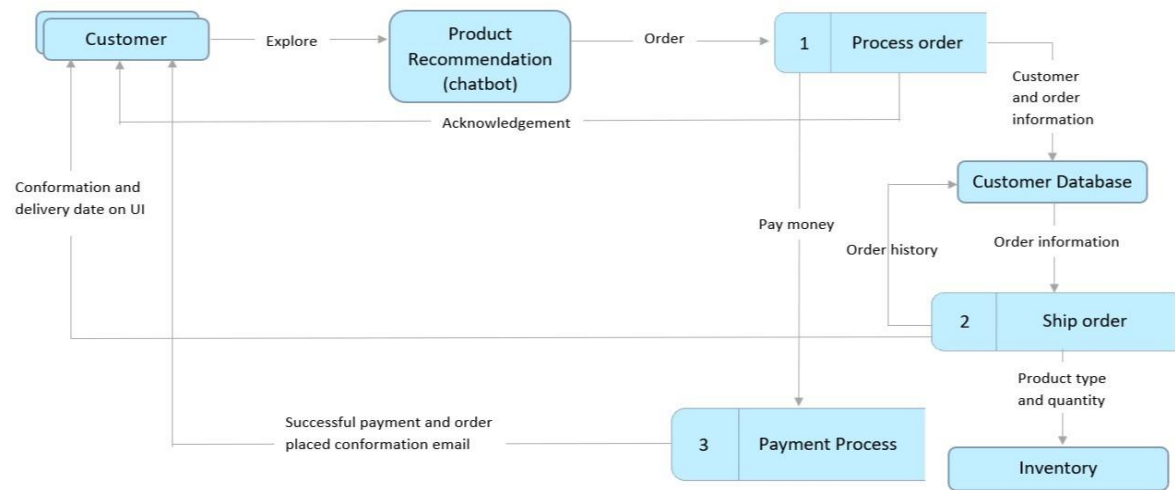 Customer
Explore
Product
Recommendation
(chatbot)
Order
1 Process order
Customer
and order
information
Acknowledgement
Conformation and
delivery date on UI
Customer Database
Pay money
Order history
Order information
2 Ship order
Product type
and quantity
Successful payment and order
placed conformation email
3 Payment Process
Inventory